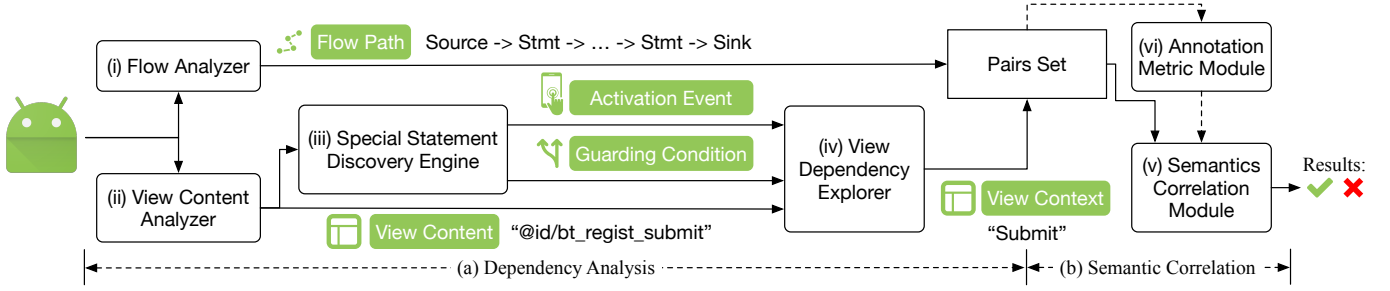 (i) Flow Analyzer
Flow Path
Source -> Stmt -> ... -> Stmt -> Sink
Pairs Set
(vi) Annotation
Metric Module
(ii) View Content
Analyzer
(iii) Special Statement
Discovery Engine
Activation Event
Guarding Condition
View Content
“@id/bt_regist_submit”
(iv) View
Dependency
Explorer
View Context
“Submit”
(v) Semantics
Correlation
Module
Results:
(a) Dependency Analysis
(b) Semantic Correlation